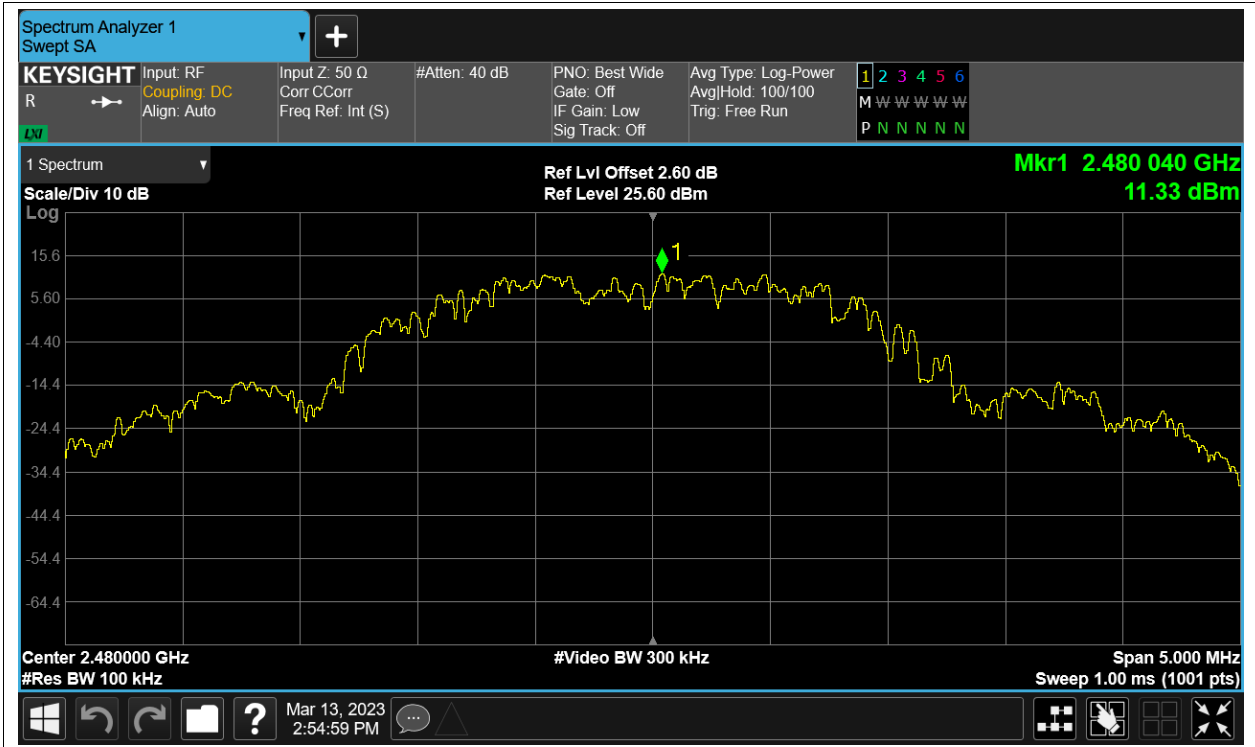 Spectrum Analyzer 1
Swept SA
KEYSIGHT
R
LXI
Input: RF
Coupling: DC
Align: Auto
Input Z: 50 Ω
Corr CCorr
Freq Ref: Int (S)
#Atten: 40 dB
PNO: Best Wide
Gate: Off
IF Gain: Low
Sig Track: Off
Avg Type: Log-Power
Avg|Hold: 100/100
Trig: Free Run
1 2 3 4 5 6
M W W W W W
P N N N N N
1 Spectrum
Scale/Div 10 dB
Log
Ref Lvl Offset 2.60 dB
Ref Level 25.60 dBm
Mkr1 2.480 040 GHz
11.33 dBm
1
15.6
5.60
-4.40
-14.4
-24.4
-34.4
-44.4
-54.4
-64.4
Center 2.480000 GHz
#Res BW 100 kHz
#Video BW 300 kHz
Span 5.000 MHz
Sweep 1.00 ms (1001 pts)
?
Mar 13, 2023
2:54:59 PM